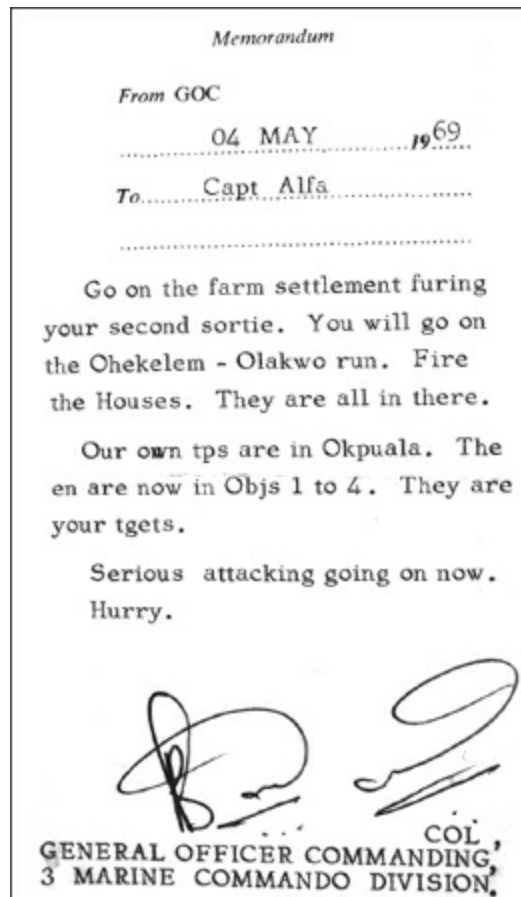 Memorandum
From GOC
04 MAY 1969
To Capt Alfa
Go on the farm settlement furing
your second sortie. You will go on
the Ohekelem - Olakwo run. Fire
the Houses. They are all in there.
Our own tps are in Okpuala. The
en are now in Objs 1 to 4. They are
your tgets.
Serious attacking going on now.
Hurry.
COL,
GENERAL OFFICER COMMANDING,
3 MARINE COMMANDO DIVISION.